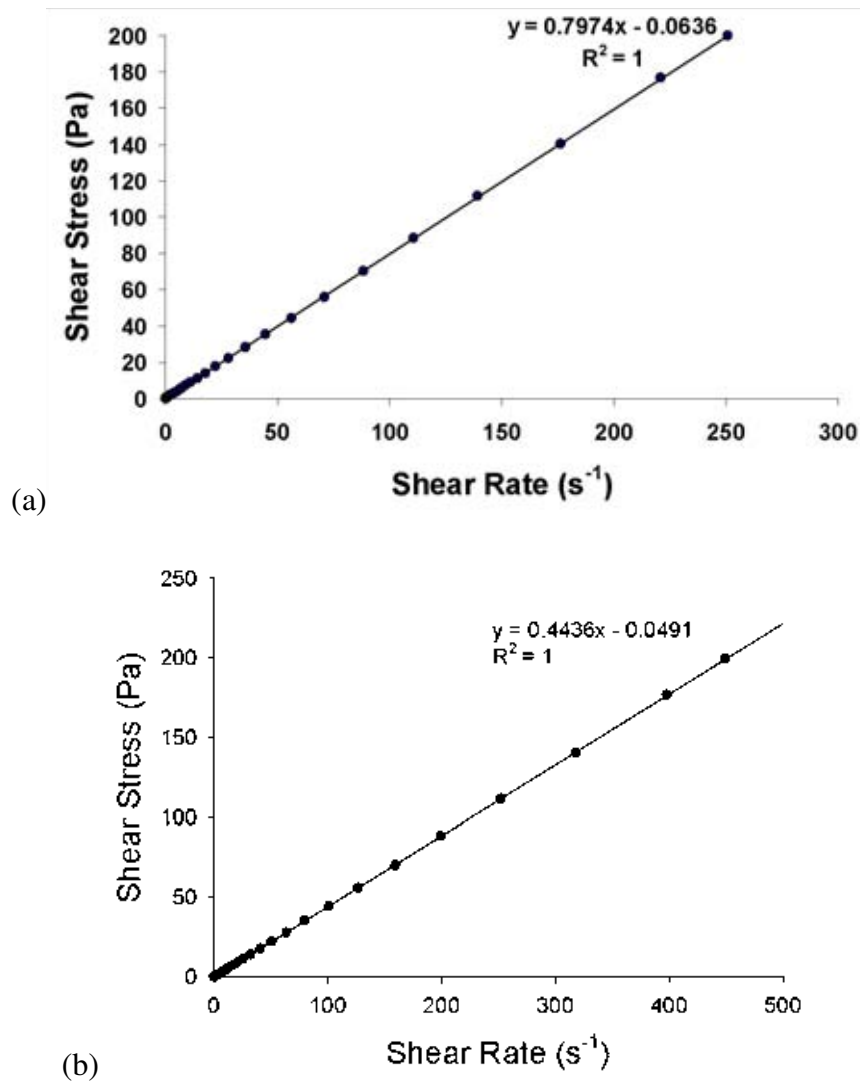 y = 0.7974x - 0.0636
R² = 1
Shear Stress (Pa)
200
180
160
140
120
100
80
60
40
20
0
0 50 100 150 200 250 300
Shear Rate (s⁻¹)
(a)
y = 0.4436x - 0.0491
R² = 1
Shear Stress (Pa)
250
200
150
100
50
0
0 100 200 300 400 500
Shear Rate (s⁻¹)
(b)